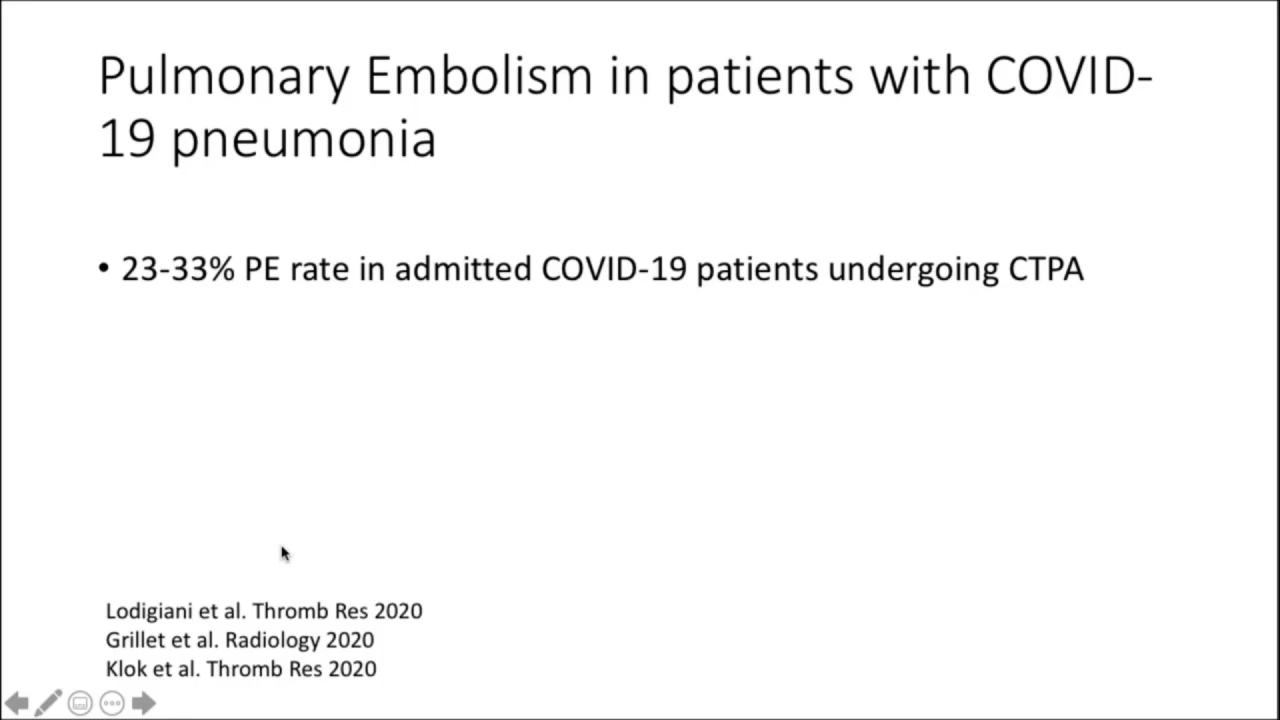 Pulmonary Embolism in patients with COVID-
19 pneumonia
• 23-33% PE rate in admitted COVID-19 patients undergoing CTPA
Lodigiani et al. Thromb Res 2020
Grillet et al. Radiology 2020
Klok et al. Thromb Res 2020